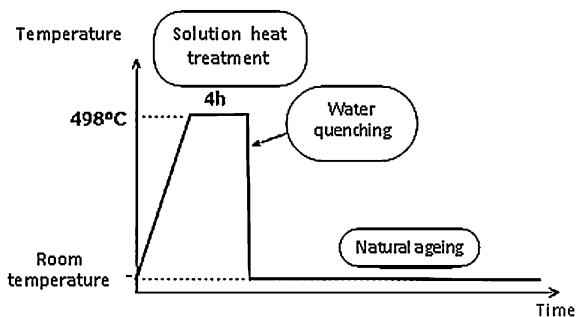 Temperature
Solution heat
treatment
4h
498ºC
Water
quenching
Natural ageing
Room
temperature
Time